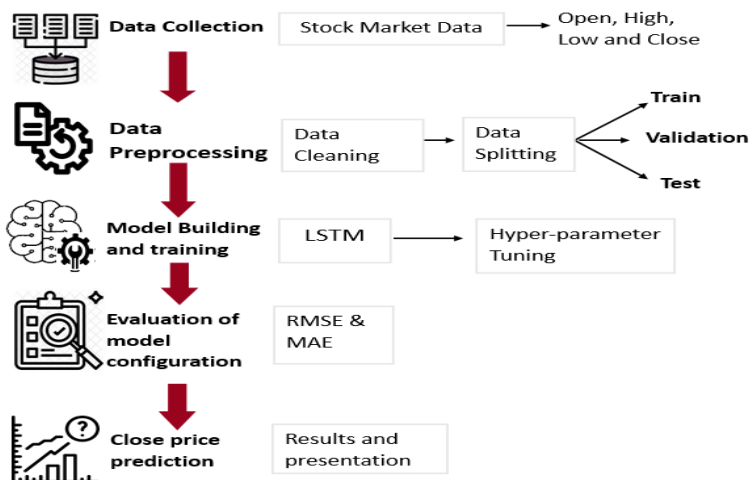 Data Collection
Stock Market Data
Open, High,
Low and Close
Data
Preprocessing
Data
Cleaning
Data
Splitting
Train
Validation
Test
Model Building
and training
LSTM
Hyper-parameter
Tuning
Evaluation of
model
configuration
RMSE &
MAE
?
Close price
prediction
Results and
presentation